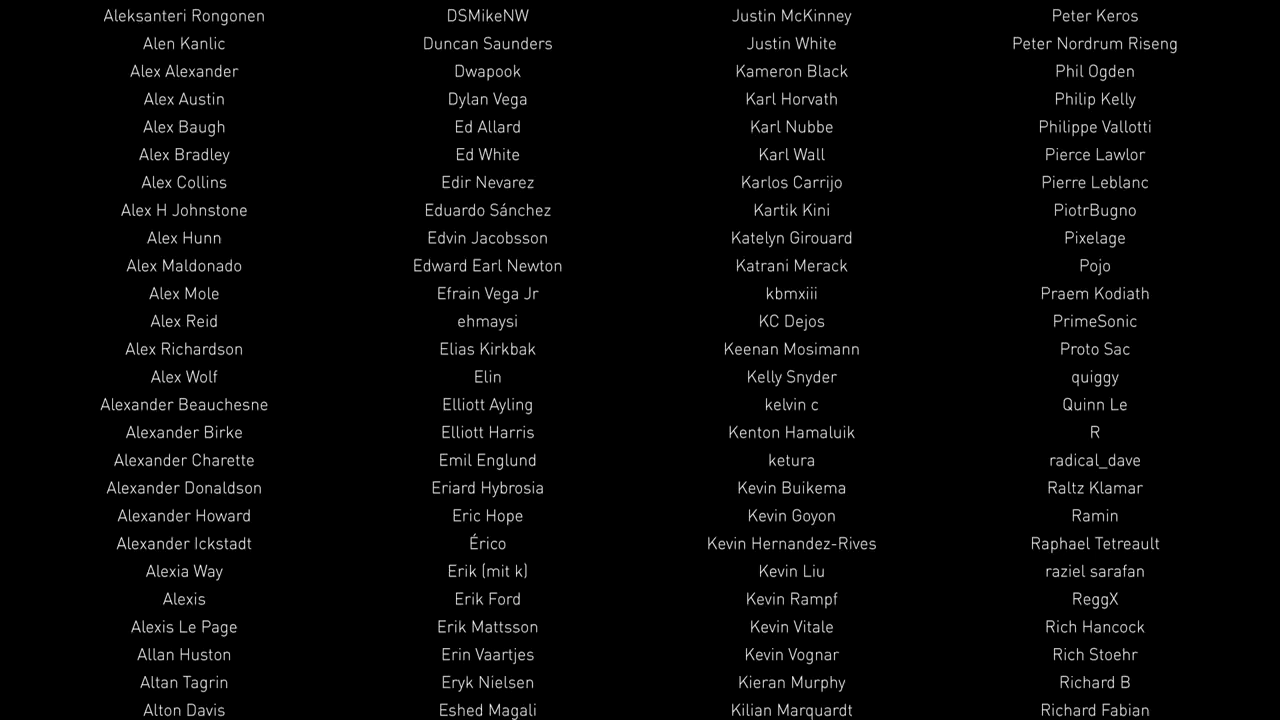 Aleksanteri Rongonen
Alen Kanlic
Alex Alexander
Alex Austin
Alex Baugh
Alex Bradley
Alex Collins
Alex H Johnstone
Alex Hunn
Alex Maldonado
Alex Mole
Alex Reid
Alex Richardson
Alex Wolf
Alexander Beauchesne
Alexander Birke
Alexander Charette
Alexander Donaldson
Alexander Howard
Alexander Ickstadt
Alexia Way
Alexis
Alexis Le Page
Allan Huston
Altan Tagrin
Alton Davis
DSMikeNW
Duncan Saunders
Dwapook
Dylan Vega
Ed Allard
Ed White
Edir Nevarez
Eduardo Sánchez
Edvin Jacobsson
Edward Earl Newton
Efrain Vega Jr
ehmaysi
Elias Kirkbak
Elin
Elliott Ayling
Elliott Harris
Emil Englund
Eriard Hybrosia
Eric Hope
Érico
Erik (mit k)
Erik Ford
Erik Mattsson
Erin Vaartjes
Eryk Nielsen
Eshed Magali
Justin McKinney
Justin White
Kameron Black
Karl Horvath
Karl Nubbe
Karl Wall
Karlos Carrijo
Kartik Kini
Katelyn Girouard
Katrani Merack
kbmxiii
KC Dejos
Keenan Mosimann
Kelly Snyder
kelvin c
Kenton Hamaluik
ketura
Kevin Buikema
Kevin Goyon
Kevin Hernandez-Rives
Kevin Liu
Kevin Rampf
Kevin Vitale
Kevin Vognar
Kieran Murphy
Kilian Marquardt
Peter Keros
Peter Nordrum Riseng
Phil Ogden
Philip Kelly
Philippe Vallotti
Pierce Lawlor
Pierre Leblanc
PiotrBugno
Pixelage
Pojo
Praem Kodiath
PrimeSonic
Proto Sac
quiggy
Quinn Le
R
radical_dave
Raltz Klamar
Ramin
Raphael Tetreault
raziel sarafan
ReggX
Rich Hancock
Rich Stoehr
Richard B
Richard Fabian